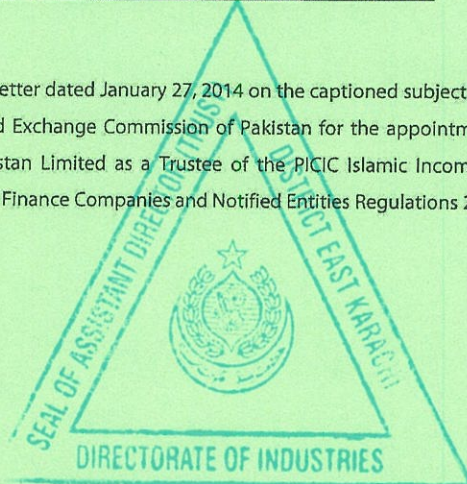 etter dated January 27, 2014 on the captioned subject
d Exchange Commission of Pakistan for the appointm
stan Limited as a Trustee of the PICIC Islamic Incom
Finance Companies and Notified Entities Regulations 2
SEAL OF ASSISTANT DIRECTOR (TRUST)
DISTRICT EAST KARACHI
DIRECTORATE OF INDUSTRIES